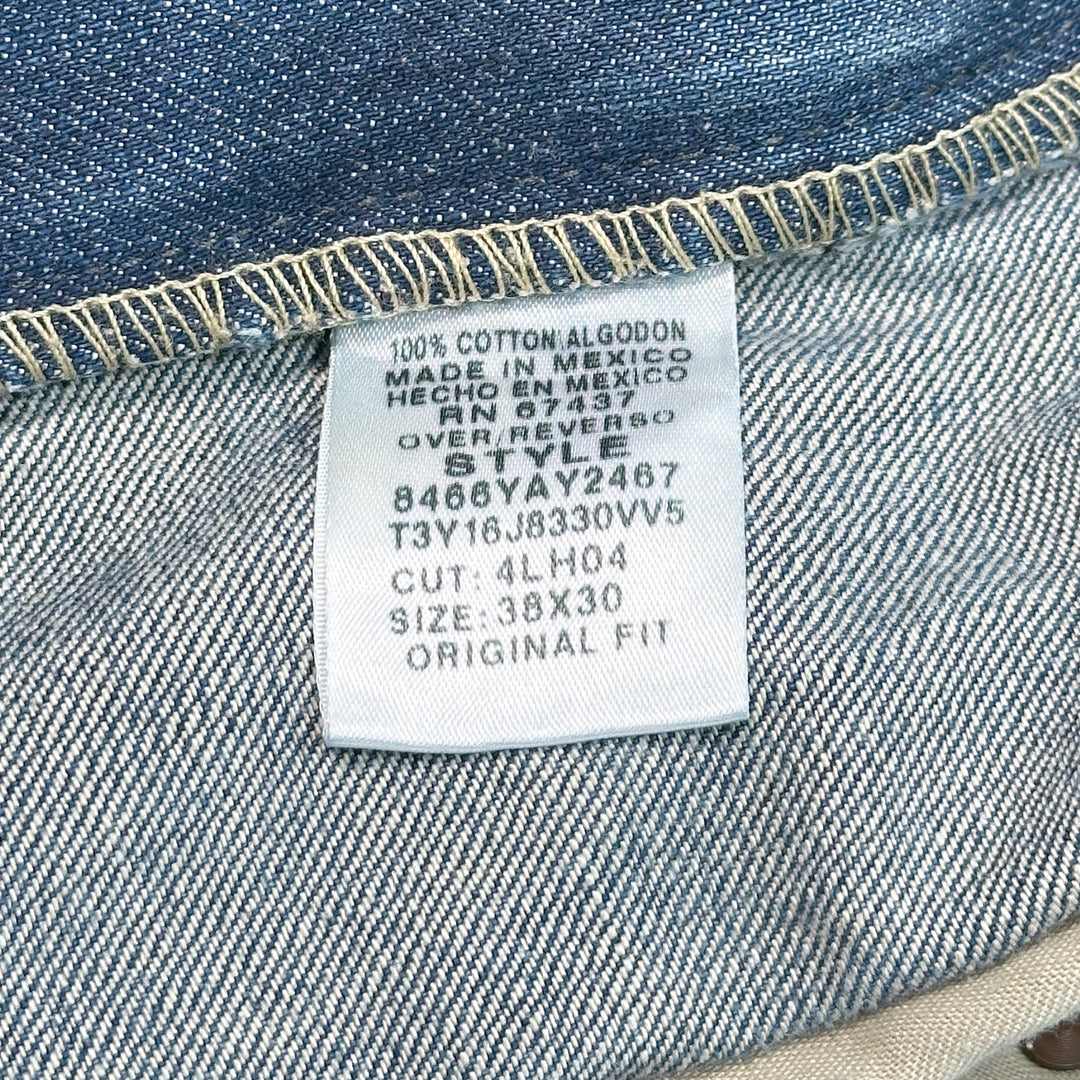 100% COTTON/ALGODON
MADE IN MEXICO
HECHO EN MEXICO
RN 67437
OVER/REVERSO
STYLE
8466YAY2467
T3Y16J8330VV5
CUT: 4LH04
SIZE: 38X30
ORIGINAL FIT